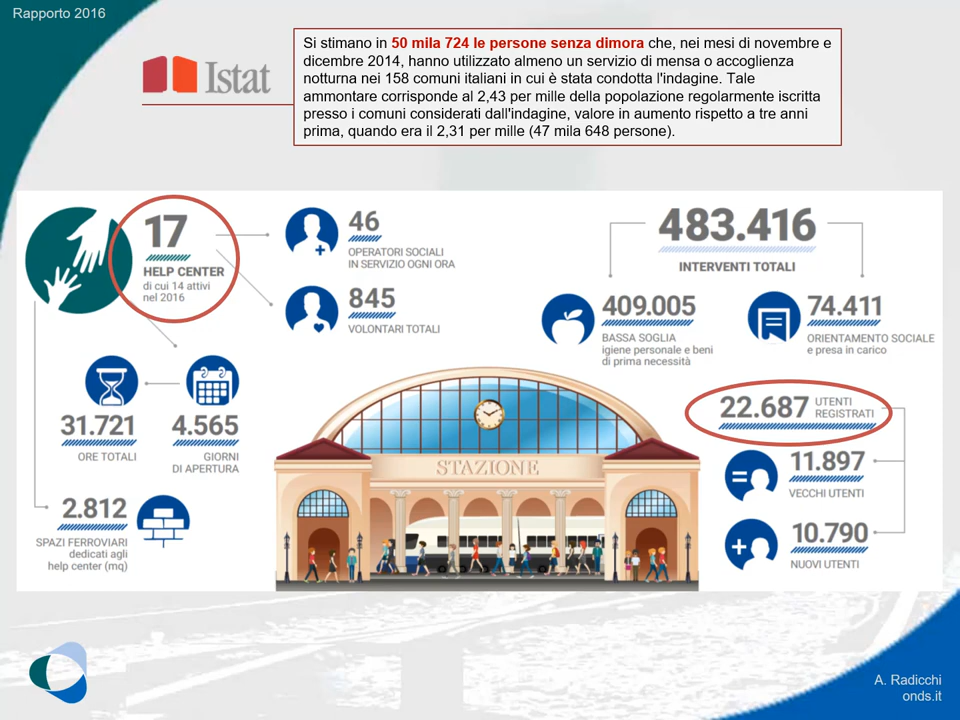 Rapporto 2016
Istat
Si stimano in 50 mila 724 le persone senza dimora che, nei mesi di novembre e
dicembre 2014, hanno utilizzato almeno un servizio di mensa o accoglienza
notturna nei 158 comuni italiani in cui è stata condotta l'indagine. Tale
ammontare corrisponde al 2,43 per mille della popolazione regolarmente iscritta
presso i comuni considerati dall'indagine, valore in aumento rispetto a tre anni
prima, quando era il 2,31 per mille (47 mila 648 persone).
17
HELP CENTER
di cui 14 attivi
nel 2016
46
OPERATORI SOCIALI
IN SERVIZIO OGNI ORA
845
VOLONTARI TOTALI
483.416
INTERVENTI TOTALI
409.005
BASSA SOGLIA
igiene personale e beni
di prima necessità
74.411
ORIENTAMENTO SOCIALE
e presa in carico
31.721
ORE TOTALI
4.565
GIORNI
DI APERTURA
2.812
SPAZI FERROVIARI
dedicati agli
help center (mq)
STAZIONE
22.687 UTENTI
REGISTRATI
11.897
VECCHI UTENTI
10.790
NUOVI UTENTI
A. Radicchi
onds.it